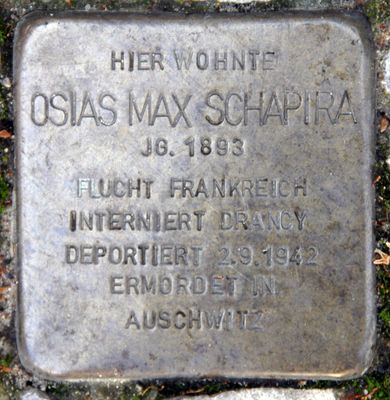 HIER WOHNTE
OSIAS MAX SCHAPIRA
JG. 1893
FLUCHT FRANKREICH
INTERNIERT DRANCY
DEPORTIERT 2.9.1942
ERMORDET IN
AUSCHWITZ